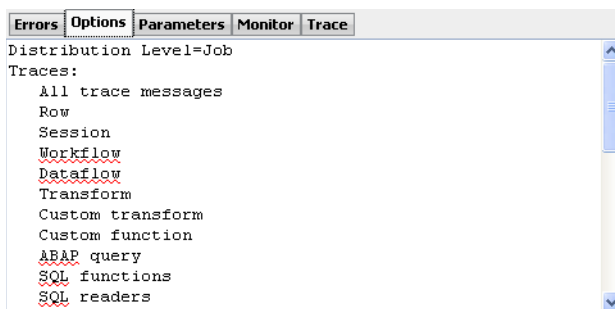 Errors Options Parameters Monitor Trace
Distribution Level=Job
Traces:
All trace messages
Row
Session
Workflow
Dataflow
Transform
Custom transform
Custom function
ABAP query
SQL functions
SQL readers